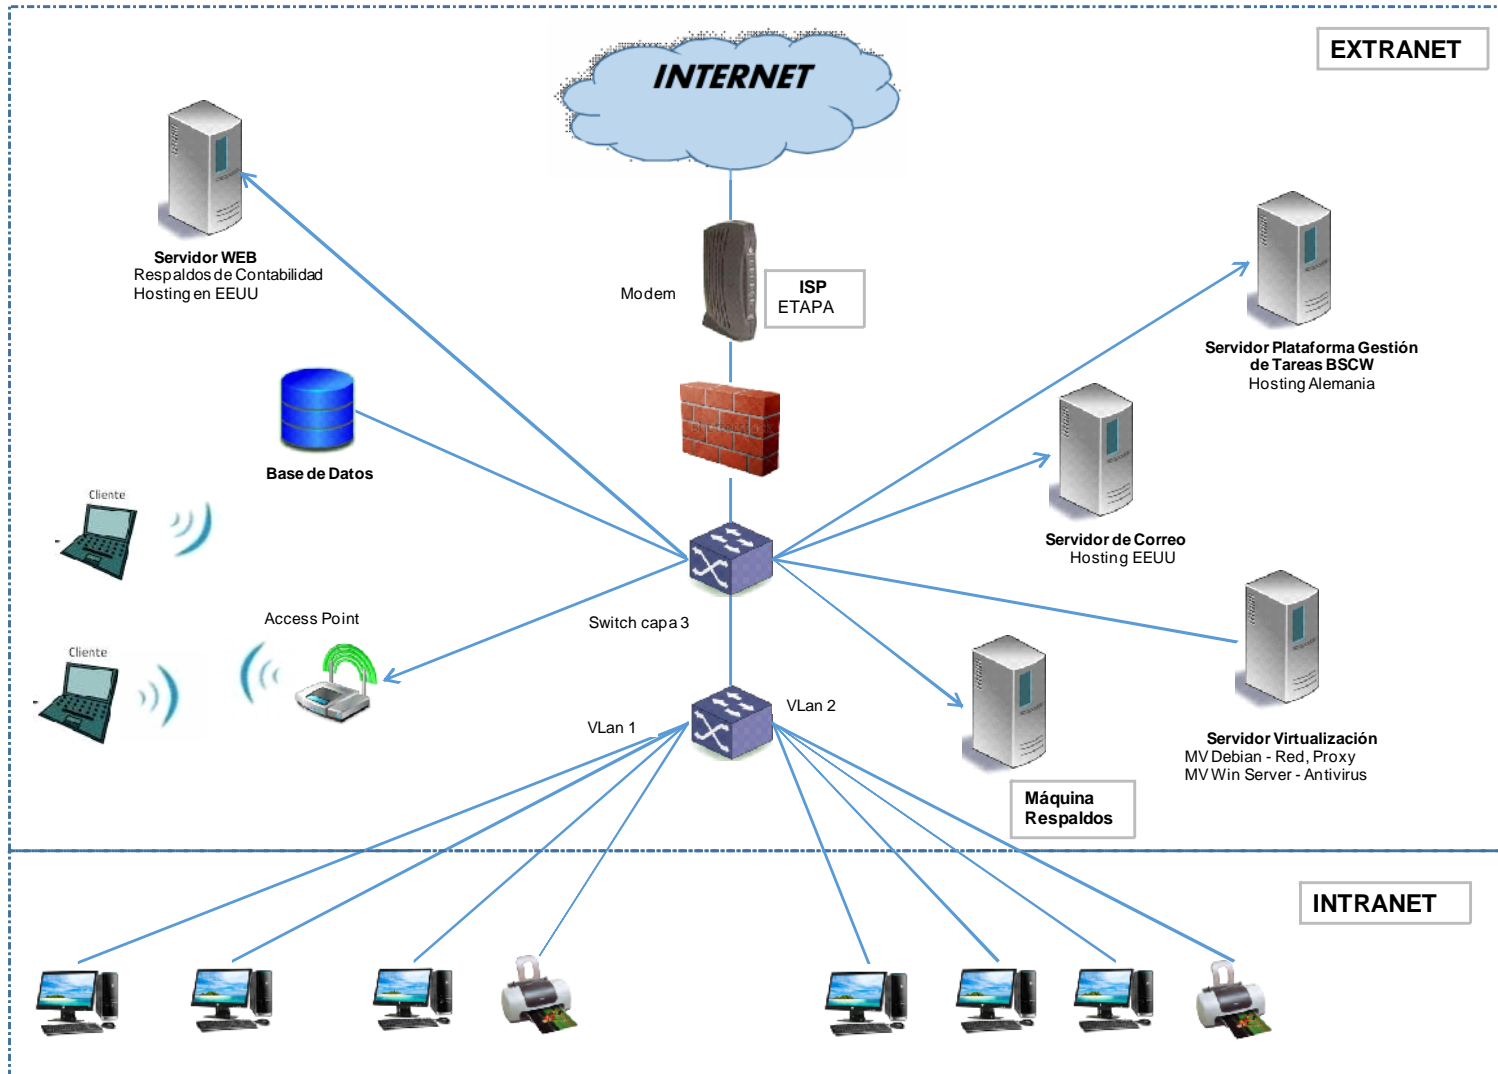 EXTRANET
INTERNET
Servidor WEB
Respaldos de Contabilidad
Hosting en EEUU
Modem
ISP
ETAPA
Servidor Plataforma Gestión
de Tareas BSCW
Hosting Alemania
Base de Datos
Cliente
Servidor de Correo
Hosting EEUU
Access Point
Switch capa 3
Cliente
VLan 1
VLan 2
Servidor Virtualización
MV Debian - Red, Proxy
MV Win Server - Antivirus
Máquina
Respaldos
INTRANET